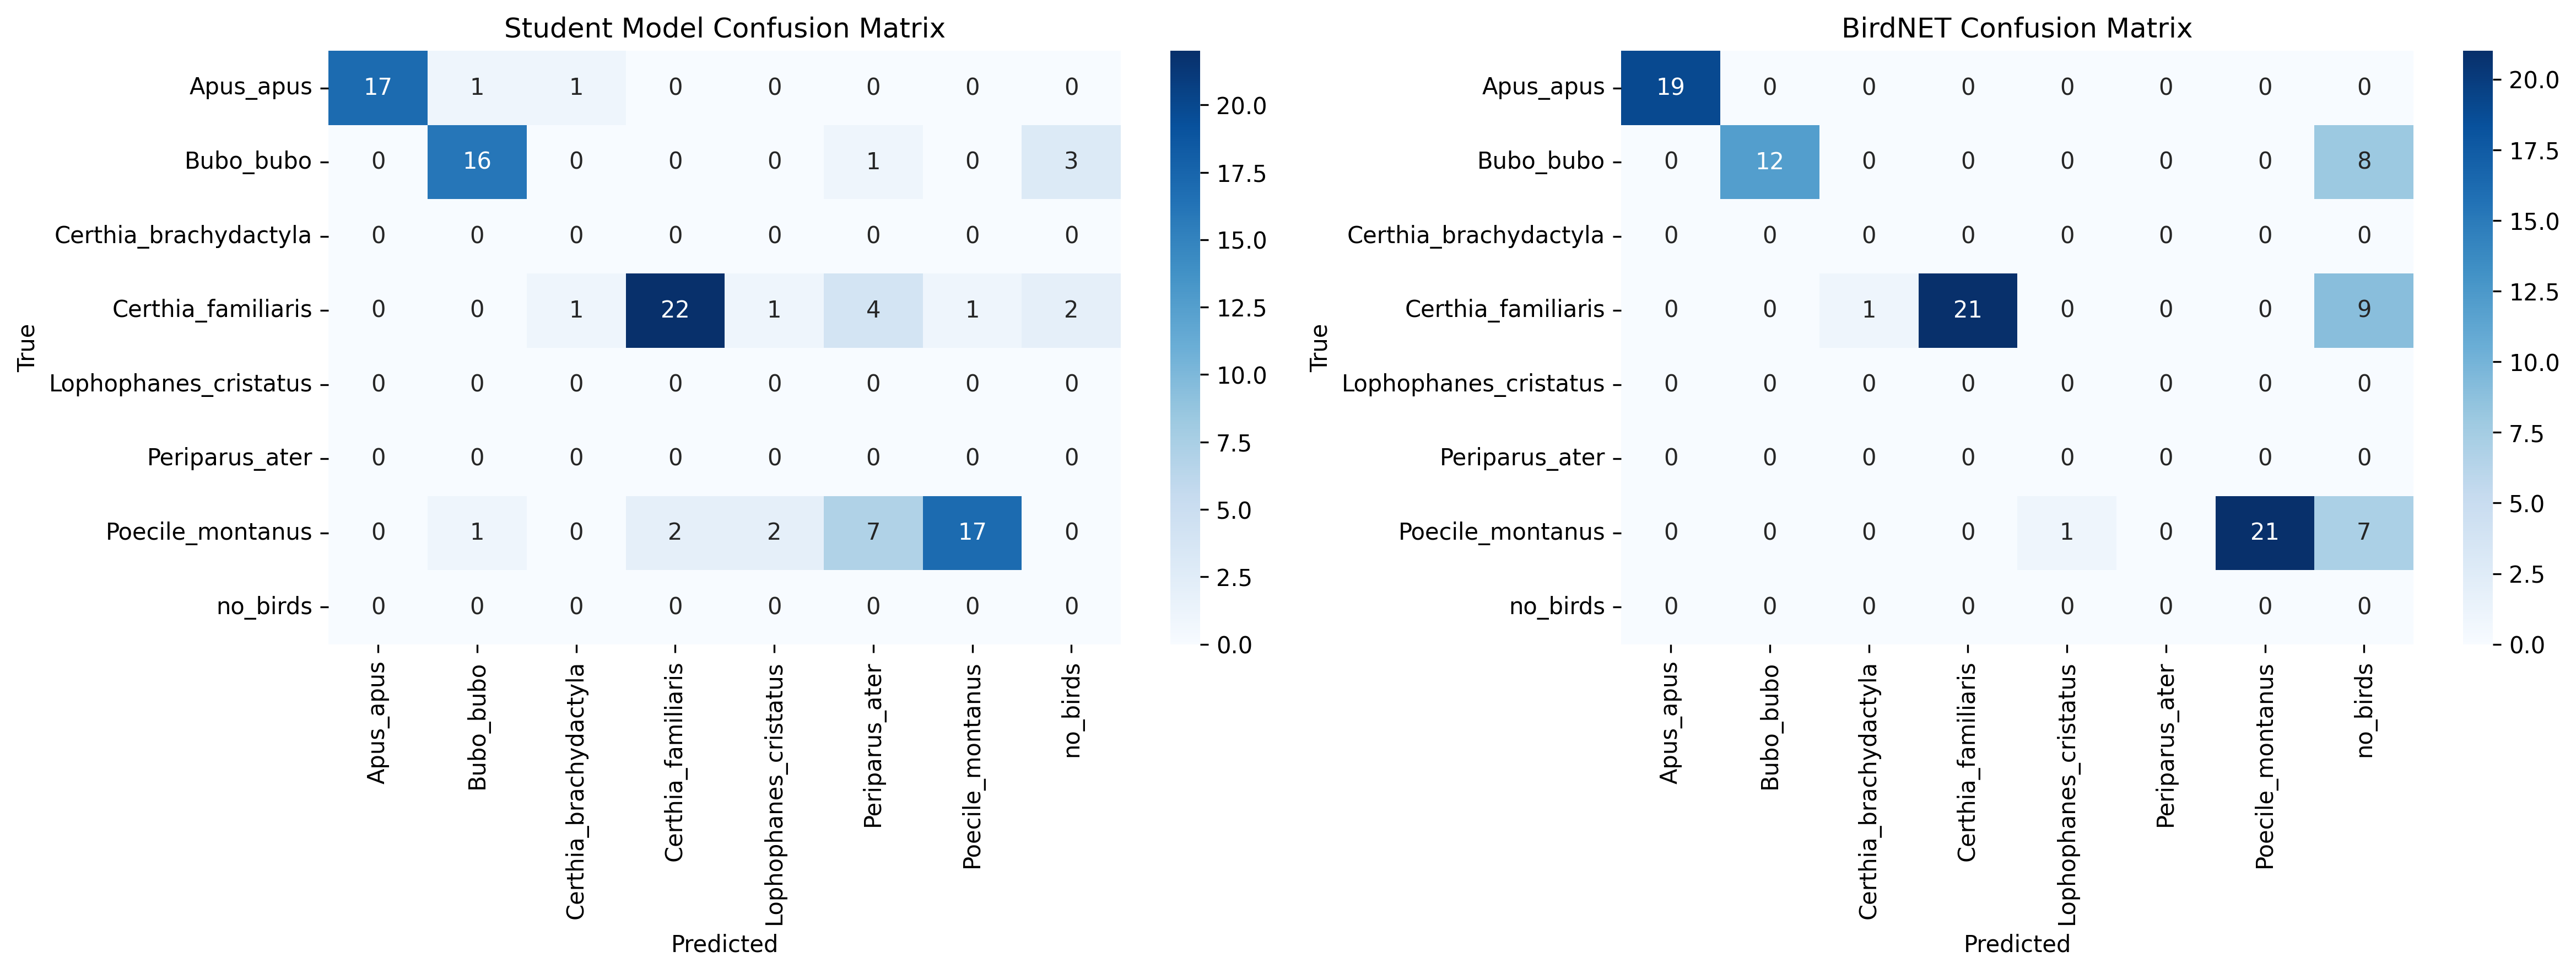 Student Model Confusion Matrix
True
Apus_apus 17 1 1 0 0 0 0 0
Bubo_bubo 0 16 0 0 0 1 0 3
Certhia_brachydactyla 0 0 0 0 0 0 0 0
Certhia_familiaris 0 0 1 22 1 4 1 2
Lophophanes_cristatus 0 0 0 0 0 0 0 0
Periparus_ater 0 0 0 0 0 0 0 0
Poecile_montanus 0 1 0 2 2 7 17 0
no_birds 0 0 0 0 0 0 0 0
Apus_apus
Bubo_bubo
Certhia_brachydactyla
Certhia_familiaris
Lophophanes_cristatus
Periparus_ater
Poecile_montanus
no_birds
Predicted
20.0
17.5
15.0
12.5
10.0
7.5
5.0
2.5
0.0
BirdNET Confusion Matrix
True
Apus_apus 19 0 0 0 0 0 0 0
Bubo_bubo 0 12 0 0 0 0 0 8
Certhia_brachydactyla 0 0 0 0 0 0 0 0
Certhia_familiaris 0 0 1 21 0 0 0 9
Lophophanes_cristatus 0 0 0 0 0 0 0 0
Periparus_ater 0 0 0 0 0 0 0 0
Poecile_montanus 0 0 0 0 1 0 21 7
no_birds 0 0 0 0 0 0 0 0
Apus_apus
Bubo_bubo
Certhia_brachydactyla
Certhia_familiaris
Lophophanes_cristatus
Periparus_ater
Poecile_montanus
no_birds
Predicted
20.0
17.5
15.0
12.5
10.0
7.5
5.0
2.5
0.0